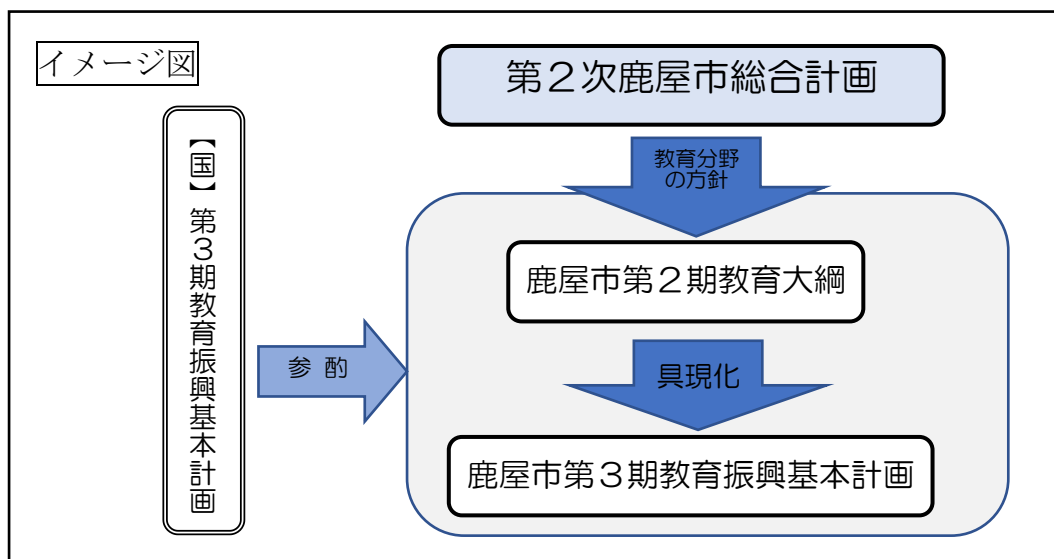 イメージ図
第２次鹿屋市総合計画
教育分野
の方針
【国】第３期教育振興基本計画
鹿屋市第２期教育大綱
参 酌
具現化
鹿屋市第３期教育振興基本計画